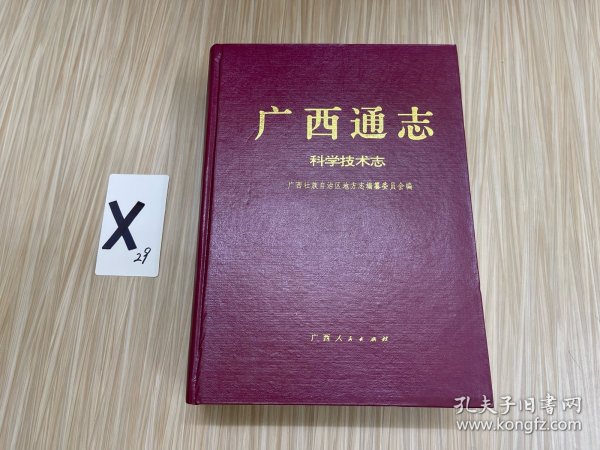 广西通志
科学技术志
广西壮族自治区地方志编纂委员会编
广西人民出版社
X
29
孔夫子旧书网
www.kongfz.com